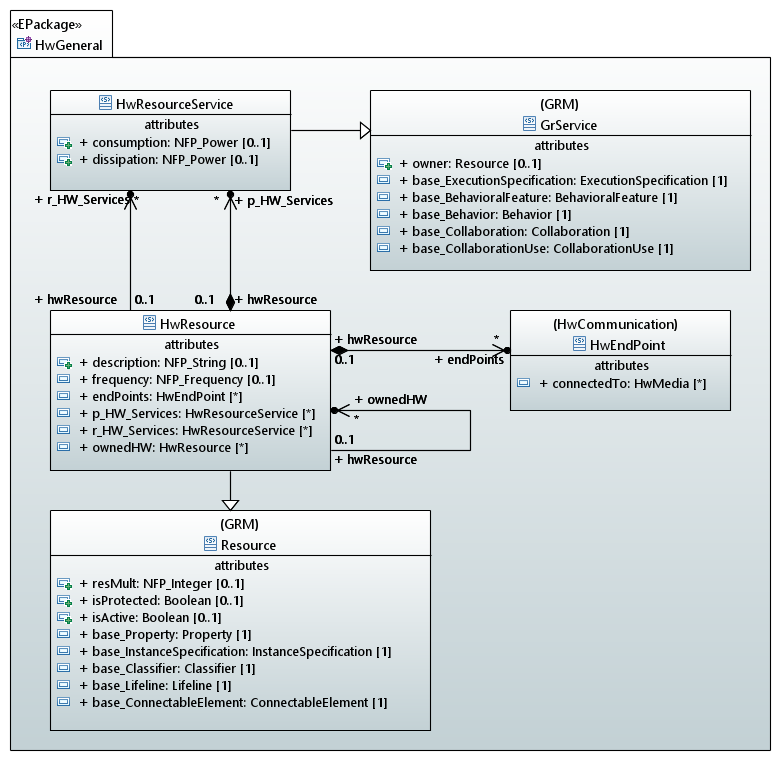 «EPackage»
HwGeneral
HwResourceService
attributes
+ consumption: NFP_Power [0..1]
+ dissipation: NFP_Power [0..1]
(GRM)
GrService
attributes
+ owner: Resource [0..1]
+ base_ExecutionSpecification: ExecutionSpecification [1]
+ base_BehavioralFeature: BehavioralFeature [1]
+ base_Behavior: Behavior [1]
+ base_Collaboration: Collaboration [1]
+ base_CollaborationUse: CollaborationUse [1]
+ r_HW_Services * * + p_HW_Services
+ hwResource 0..1 0..1 + hwResource
HwResource
attributes
+ description: NFP_String [0..1]
+ frequency: NFP_Frequency [0..1]
+ endPoints: HwEndPoint [*]
+ p_HW_Services: HwResourceService [*]
+ r_HW_Services: HwResourceService [*]
+ ownedHW: HwResource [*]
+ hwResource *
0..1 + endPoints
(HwCommunication)
HwEndPoint
attributes
+ connectedTo: HwMedia [*]
+ ownedHW
*
0..1
+ hwResource
(GRM)
Resource
attributes
+ resMult: NFP_Integer [0..1]
+ isProtected: Boolean [0..1]
+ isActive: Boolean [0..1]
+ base_Property: Property [1]
+ base_InstanceSpecification: InstanceSpecification [1]
+ base_Classifier: Classifier [1]
+ base_Lifeline: Lifeline [1]
+ base_ConnectableElement: ConnectableElement [1]